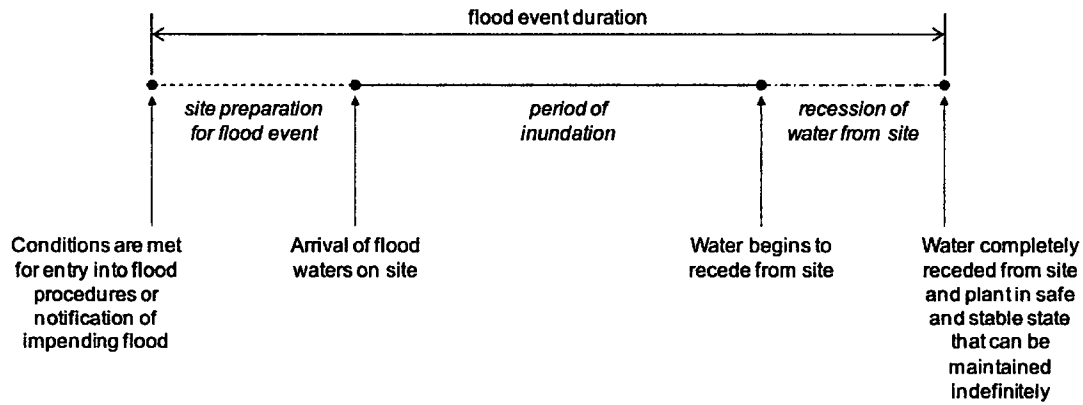 flood event duration
site preparation
for flood event
period of
inundation
recession of
water from site
Conditions are met
for entry into flood
procedures or
notification of
impending flood
Arrival of flood
waters on site
Water begins to
recede from site
Water completely
receded from site
and plant in safe
and stable state
that can be
maintained
indefinitely